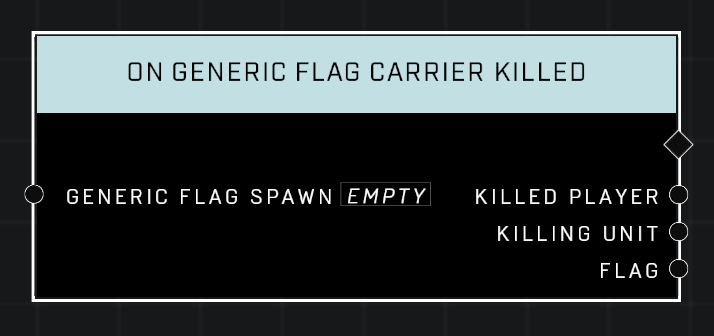 ON GENERIC FLAG CARRIER KILLED
GENERIC FLAG SPAWN EMPTY KILLED PLAYER
KILLING UNIT
FLAG